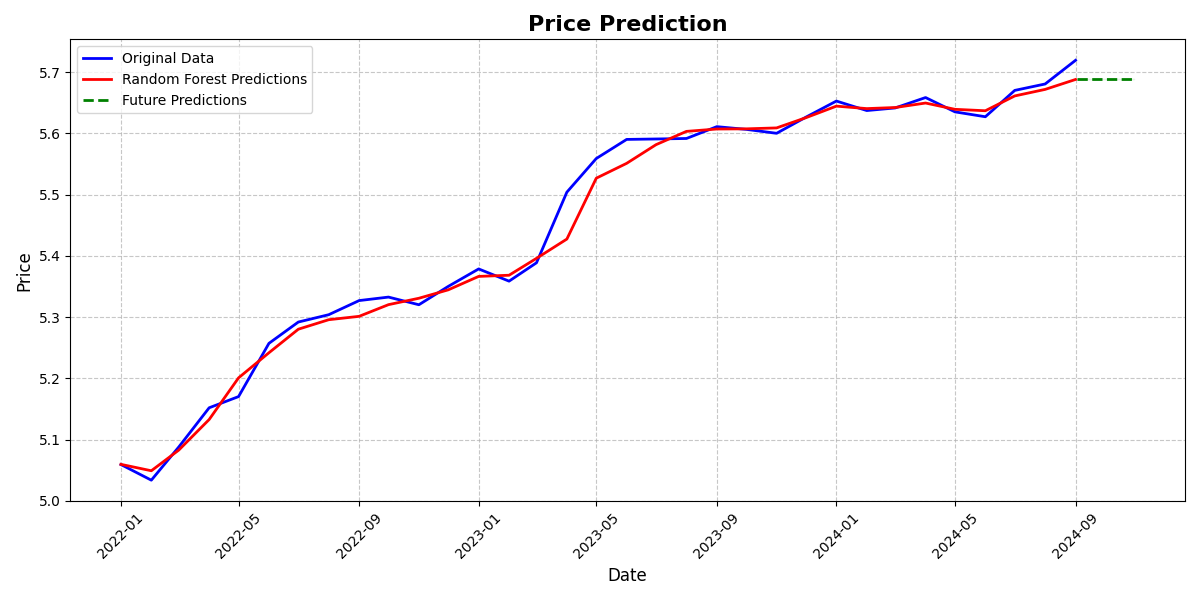 Price Prediction
Original Data
Random Forest Predictions
Future Predictions
Price
5.7
5.6
5.5
5.4
5.3
5.2
5.1
5.0
2022-01
2022-05
2022-09
2023-01
2023-05
2023-09
2024-01
2024-05
2024-09
Date